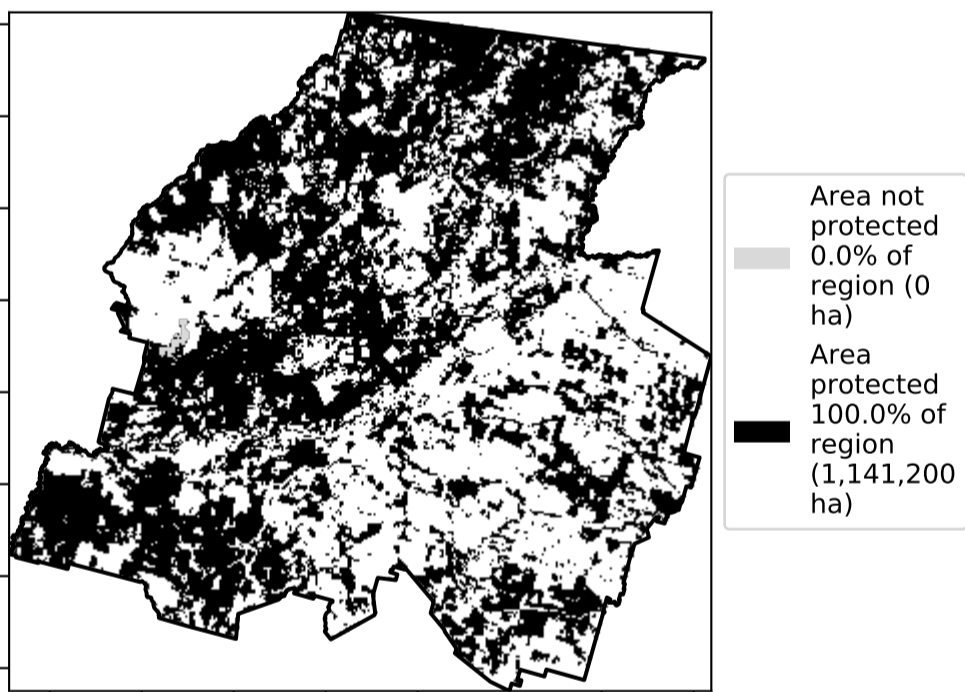 Area not
protected
0.0% of
region (0
ha)
Area
protected
100.0% of
region
(1,141,200
ha)